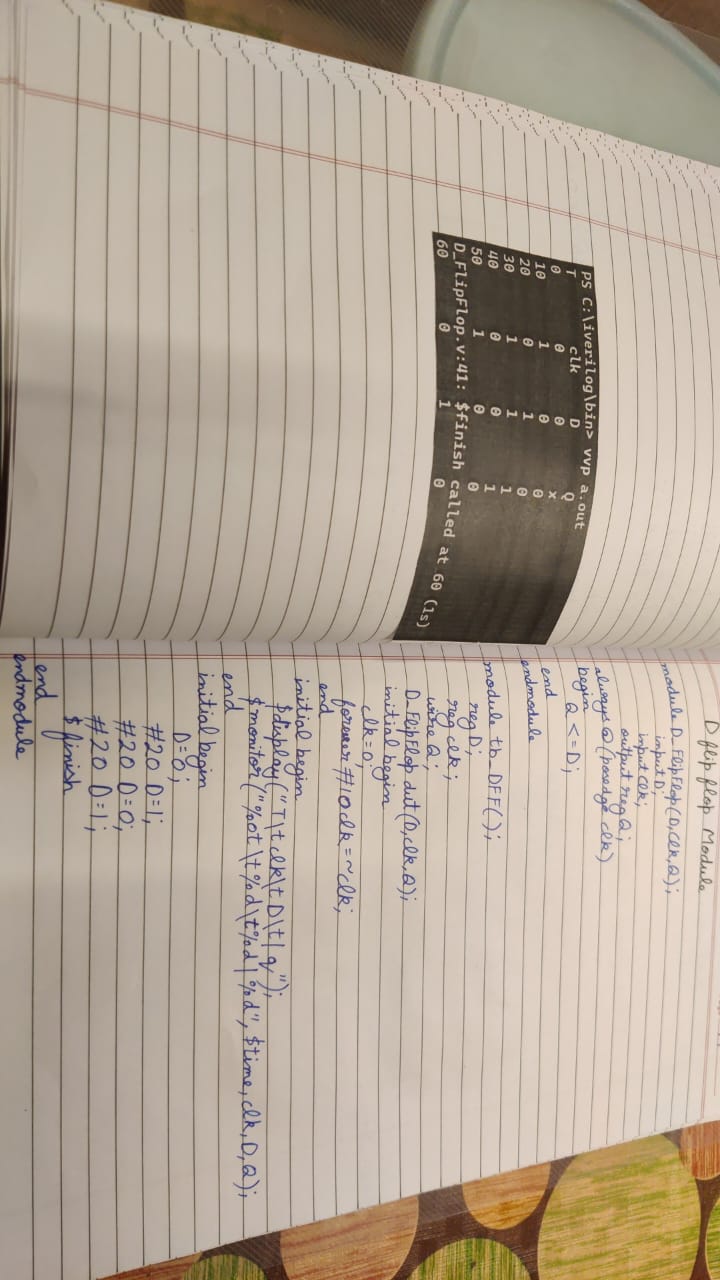 PS C:\iverilog\bin> vvp a.out
T clk D Q
0 0 0 x
10 1 0 0
20 0 1 0
30 1 1 1
40 0 0 1
50 1 0 0
D_FlipFlop.v:41: $finish called at 60 (1s)
60 0 1 0
D flip flop Module
module D_FlipFlop(D,clk,Q);
input D;
input clk;
output reg Q;
always @(posedge clk)
begin
Q <= D;
end
endmodule
module tb_DFF();
reg D;
reg clk;
wire Q;
D_FlipFlop dut(D,clk,Q);
initial begin
clk=0;
forever #10 clk=~clk;
end
initial begin
$display("T\t clk\t D\t| q");
$monitor("%0t \t %d\t%d | %d", $time, clk, D, Q);
end
initial begin
D=0;
#20 D=1;
#20 D=0;
#20 D=1;
$finish
end
endmodule